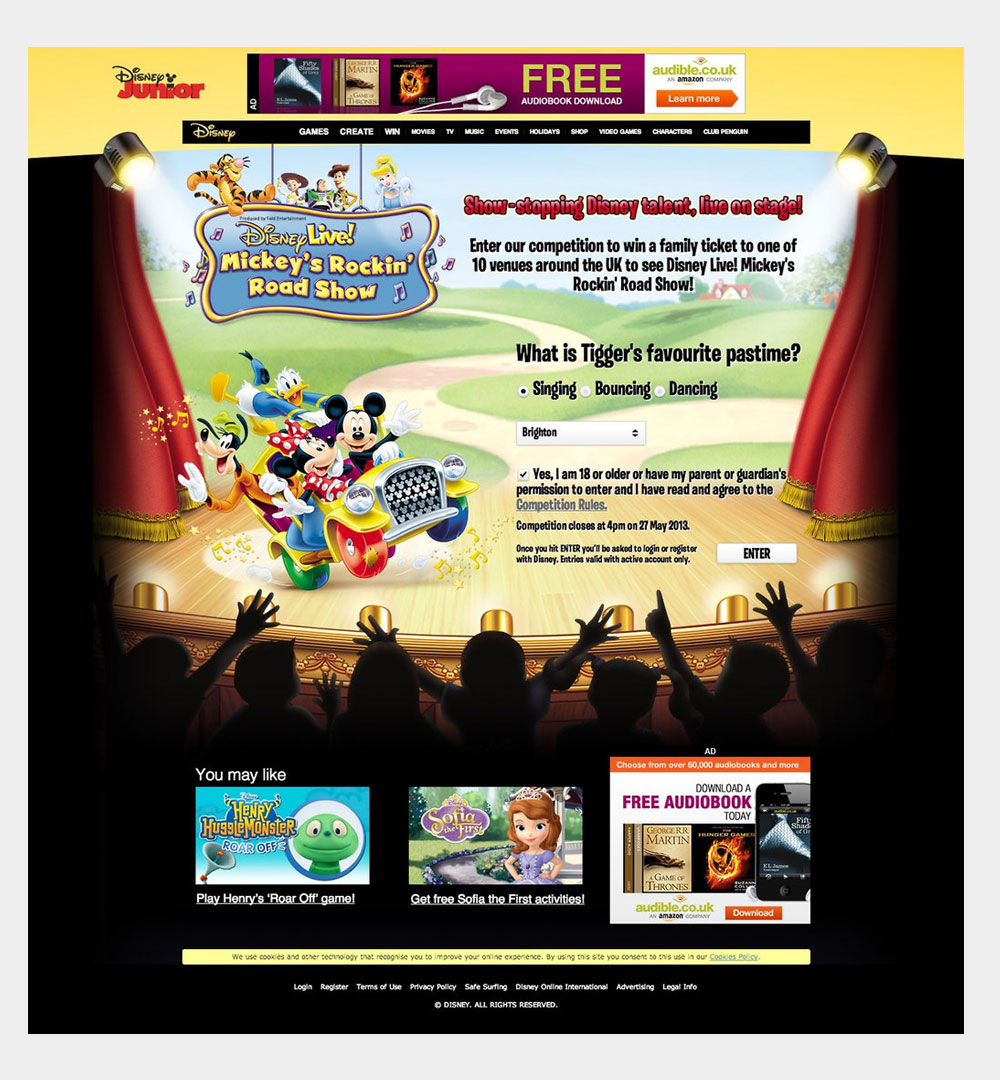 Disney Junior
AD
Fifty Shades of Grey
E L James
GEORGE R.R. MARTIN
A GAME OF THRONES
FREE
AUDIOBOOK DOWNLOAD
audible.co.uk
AN amazon COMPANY
Learn more
Disney
GAMES CREATE WIN MOVIES TV MUSIC EVENTS HOLIDAYS SHOP VIDEO GAMES CHARACTERS CLUB PENGUIN
Produced by Feld Entertainment
Disney Live!
Mickey's Rockin'
Road Show
Show-stopping Disney talent, live on stage!
Enter our competition to win a family ticket to one of
10 venues around the UK to see Disney Live! Mickey's
Rockin' Road Show!
What is Tigger's favourite pastime?
Singing Bouncing Dancing
Brighton
Yes, I am 18 or older or have my parent or guardian's
permission to enter and I have read and agree to the
Competition Rules.
Competition closes at 4pm on 27 May 2013.
Once you hit ENTER you'll be asked to login or register
with Disney. Entries valid with active account only.
ENTER
You may like
Disney
HENRY
HUGGLEMONSTER
ROAR OFF
Play Henry's 'Roar Off' game!
Sofia
the First
Get free Sofia the First activities!
AD
Choose from over 60,000 audiobooks and more
DOWNLOAD A
FREE AUDIOBOOK
TODAY
GEORGE R.R.
MARTIN
A GAME OF
THRONES
THE
HUNGER GAMES
SUZANNE
COLLINS
Fifty
Shades
of Grey
E L James
audible.co.uk
AN amazon COMPANY
Download
We use cookies and other technology that recognise you to improve your online experience. By using this site you consent to this use in our Cookies Policy.
Login Register Terms of Use Privacy Policy Safe Surfing Disney Online International Advertising Legal Info
© DISNEY. ALL RIGHTS RESERVED.